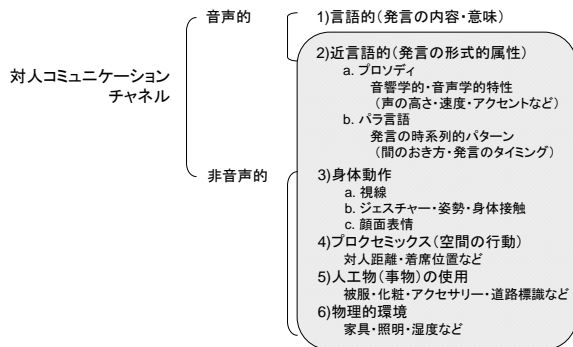 音声的
1)言語的(発言の内容・意味)
2)近言語的(発言の形式的属性)
a. プロソディ
音響学的・音声学的特性
(声の高さ・速度・アクセントなど)
対人コミュニケーション
チャネル
b. パラ言語
発言の時系列的パターン
(間のおき方・発言のタイミング)
非音声的
3)身体動作
a. 視線
b. ジェスチャー・姿勢・身体接触
c. 顔面表情
4)プロクセミックス(空間の行動)
対人距離・着席位置など
5)人工物(事物)の使用
被服・化粧・アクセサリー・道路標識など
6)物理的環境
家具・照明・湿度など